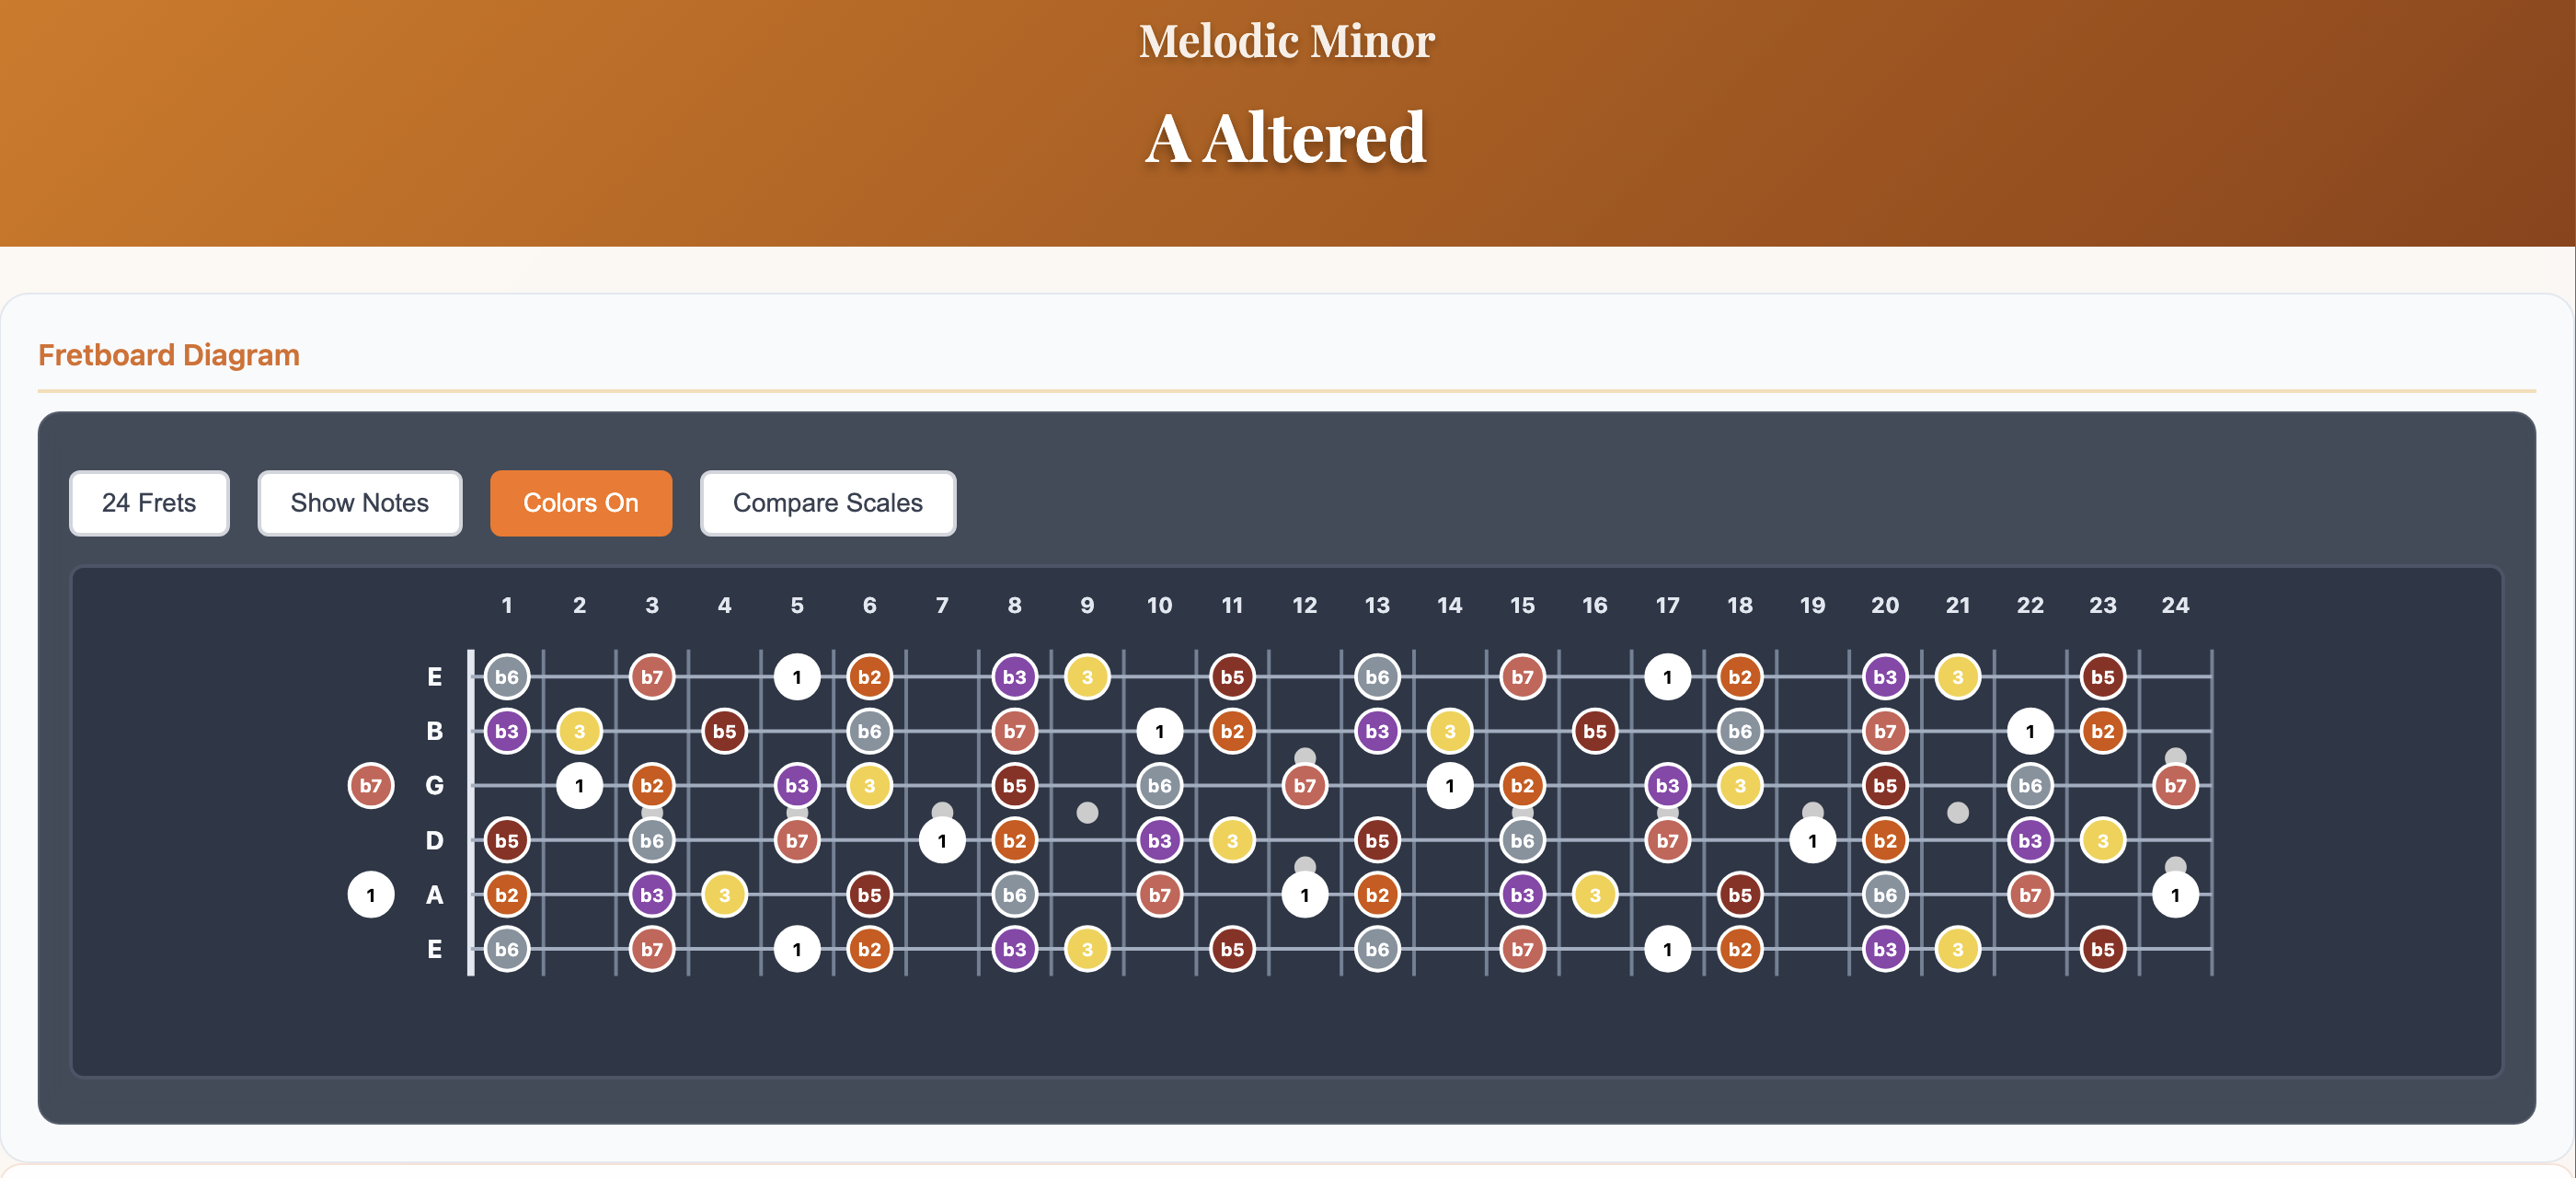 Melodic Minor
A Altered
Fretboard Diagram
24 Frets Show Notes Colors On Compare Scales
1 2 3 4 5 6 7 8 9 10 11 12 13 14 15 16 17 18 19 20 21 22 23 24
E b6 b7 1 b2 b3 3 b5 b6 b7 1 b2 b3 3 b5
B b3 3 b5 b6 b7 1 b2 b3 3 b5 b6 b7 1 b2
b7 G 1 b2 b3 3 b5 b6 b7 1 b2 b3 3 b5 b6 b7
D b5 b6 b7 1 b2 b3 3 b5 b6 b7 1 b2 b3 3
1 A b2 b3 3 b5 b6 b7 1 b2 b3 3 b5 b6 b7 1
E b6 b7 1 b2 b3 3 b5 b6 b7 1 b2 b3 3 b5